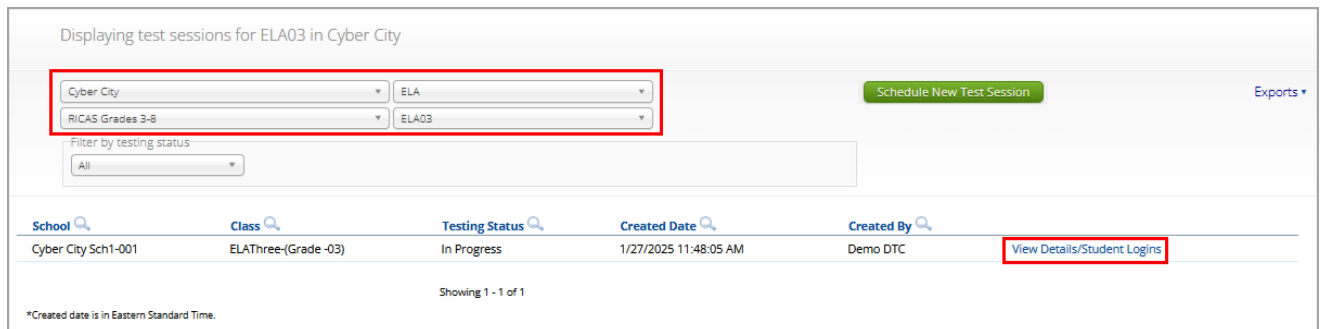 Displaying test sessions for ELA03 in Cyber City
Cyber City ELA Schedule New Test Session Exports
RICAS Grades 3-8 ELA03
Filter by testing status
All
School Class Testing Status Created Date Created By
Cyber City Sch1-001 ELAThree-(Grade -03) In Progress 1/27/2025 11:48:05 AM Demo DTC View Details/Student Logins
Showing 1 - 1 of 1
*Created date is in Eastern Standard Time.